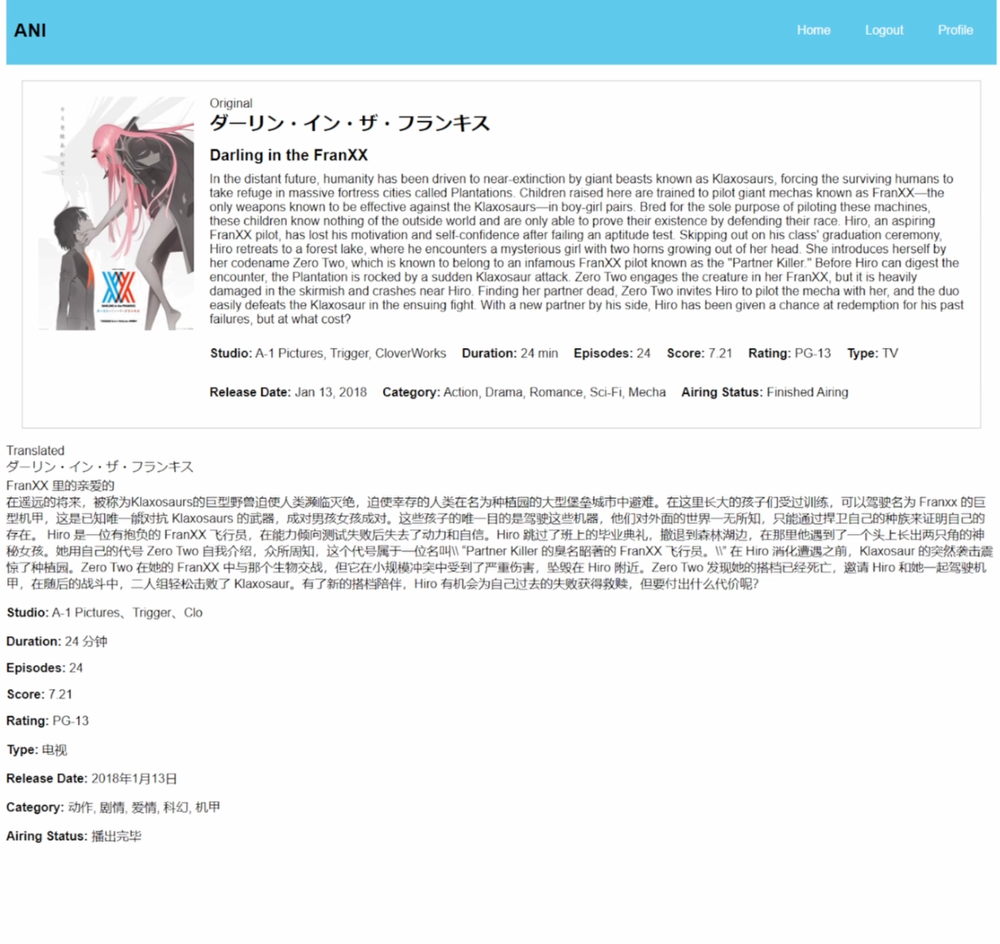 ANI
Home
Logout
Profile
キミを咲あわせて
DARLING in the FRANXX
ダーリン・イン・ザ・フランキス
Original
ダーリン・イン・ザ・フランキス
Darling in the FranXX
In the distant future, humanity has been driven to near-extinction by giant beasts known as Klaxosaurs, forcing the surviving humans to
take refuge in massive fortress cities called Plantations. Children raised here are trained to pilot giant mechas known as FranXX—the
only weapons known to be effective against the Klaxosaurs—in boy-girl pairs. Bred for the sole purpose of piloting these machines,
these children know nothing of the outside world and are only able to prove their existence by defending their race. Hiro, an aspiring
FranXX pilot, has lost his motivation and self-confidence after failing an aptitude test. Skipping out on his class' graduation ceremony,
Hiro retreats to a forest lake, where he encounters a mysterious girl with two horns growing out of her head. She introduces herself by
her codename Zero Two, which is known to belong to an infamous FranXX pilot known as the "Partner Killer." Before Hiro can digest the
encounter, the Plantation is rocked by a sudden Klaxosaur attack. Zero Two engages the creature in her FranXX, but it is heavily
damaged in the skirmish and crashes near Hiro. Finding her partner dead, Zero Two invites Hiro to pilot the mecha with her, and the duo
easily defeats the Klaxosaur in the ensuing fight. With a new partner by his side, Hiro has been given a chance at redemption for his past
failures, but at what cost?
Studio: A-1 Pictures, Trigger, CloverWorks Duration: 24 min Episodes: 24 Score: 7.21 Rating: PG-13 Type: TV
Release Date: Jan 13, 2018 Category: Action, Drama, Romance, Sci-Fi, Mecha Airing Status: Finished Airing
Translated
ダーリン・イン・ザ・フランキス
FranXX 里的亲爱的
在遥远的将来，被称为Klaxosaurs的巨型野兽迫使人类濒临灭绝，迫使幸存的人类在名为种植园的大型堡垒城市中避难。在这里长大的孩子们受过训练，可以驾驶名为 Franxx 的巨
型机甲，这是已知唯一能对抗 Klaxosaurs 的武器，成对男孩女孩成对。这些孩子的唯一目的是驾驶这些机器，他们对外面的世界一无所知，只能通过捍卫自己的种族来证明自己的
存在。 Hiro 是一位有抱负的 FranXX 飞行员，在能力倾向测试失败后失去了动力和自信。Hiro 跳过了班上的毕业典礼，撤退到森林湖边，在那里他遇到了一个头上长出两只角的神
秘女孩。她用自己的代号 Zero Two 自我介绍，众所周知，这个代号属于一位名叫\\ “Partner Killer 的臭名昭著的 FranXX 飞行员。\\” 在 Hiro 消化遭遇之前，Klaxosaur 的突然袭击震
惊了种植园。Zero Two 在她的 FranXX 中与那个生物交战，但它在小规模冲突中受到了严重伤害，坠毁在 Hiro 附近。Zero Two 发现她的搭档已经死亡，邀请 Hiro 和她一起驾驶机
甲，在随后的战斗中，二人组轻松击败了 Klaxosaur。有了新的搭档陪伴，Hiro 有机会为自己过去的失败获得救赎，但要付出什么代价呢？
Studio: A-1 Pictures、Trigger、Clo
Duration: 24 分钟
Episodes: 24
Score: 7.21
Rating: PG-13
Type: 电视
Release Date: 2018年1月13日
Category: 动作, 剧情, 爱情, 科幻, 机甲
Airing Status: 播出完毕